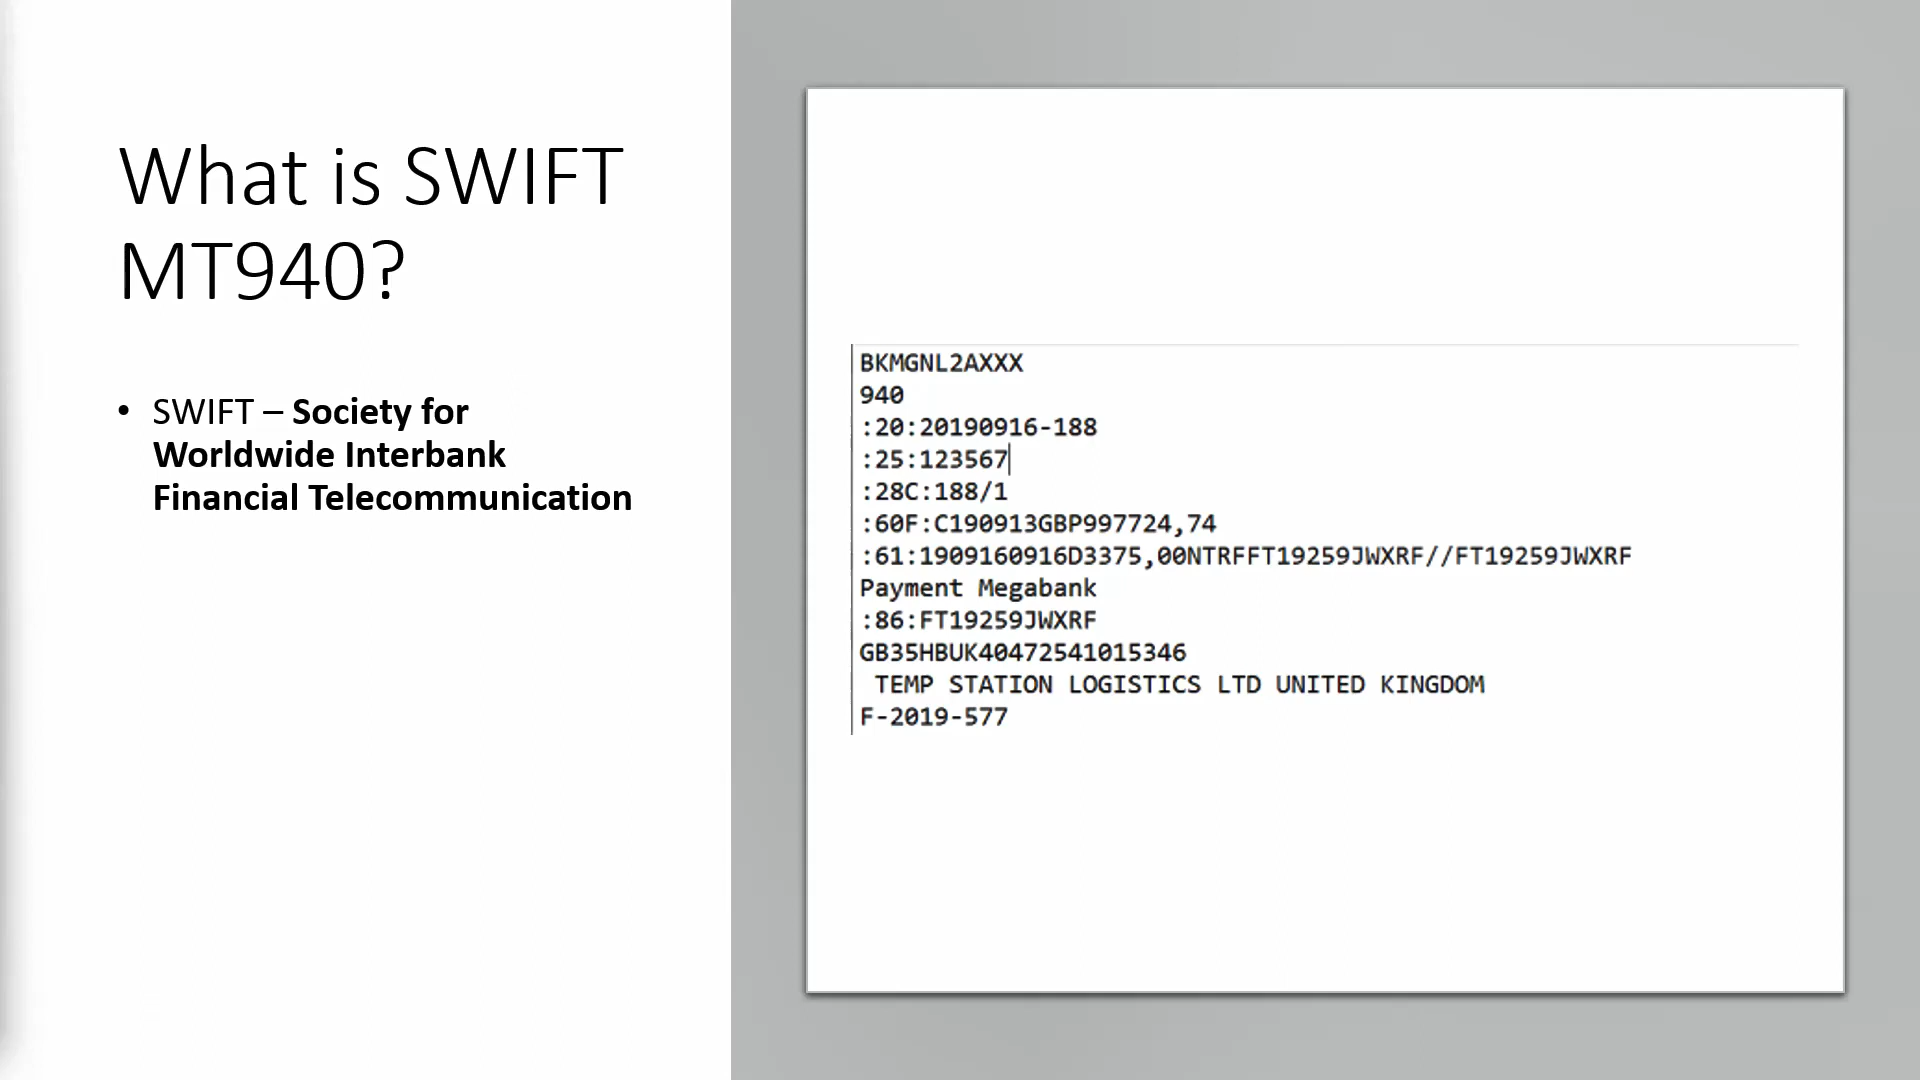 What is SWIFT
MT940?
• SWIFT – Society for
Worldwide Interbank
Financial Telecommunication
BKMGNL2AXXX
940
:20:20190916-188
:25:123567
:28C:188/1
:60F:C190913GBP997724,74
:61:1909160916D3375,00NTRFFT19259JWXRF//FT19259JWXRF
Payment Megabank
:86:FT19259JWXRF
GB35HBUK40472541015346
TEMP STATION LOGISTICS LTD UNITED KINGDOM
F-2019-577